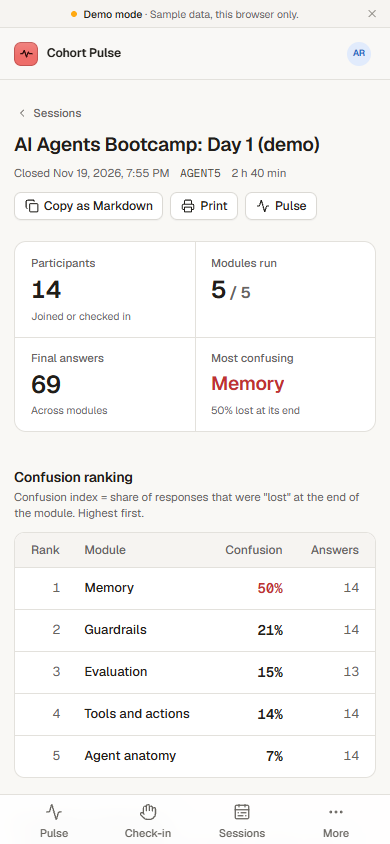 Demo mode · Sample data, this browser only.
Cohort Pulse
AR
Sessions
AI Agents Bootcamp: Day 1 (demo)
Closed Nov 19, 2026, 7:55 PM AGENT5 2 h 40 min
Copy as Markdown Print Pulse
Participants Modules run
14 5 / 5
Joined or checked in
Final answers Most confusing
69 Memory
Across modules 50% lost at its end
Confusion ranking
Confusion index = share of responses that were "lost" at the end of
the module. Highest first.
Rank Module Confusion Answers
1 Memory 50% 14
2 Guardrails 21% 14
3 Evaluation 15% 13
4 Tools and actions 14% 14
5 Agent anatomy 7% 14
Pulse Check-in Sessions More